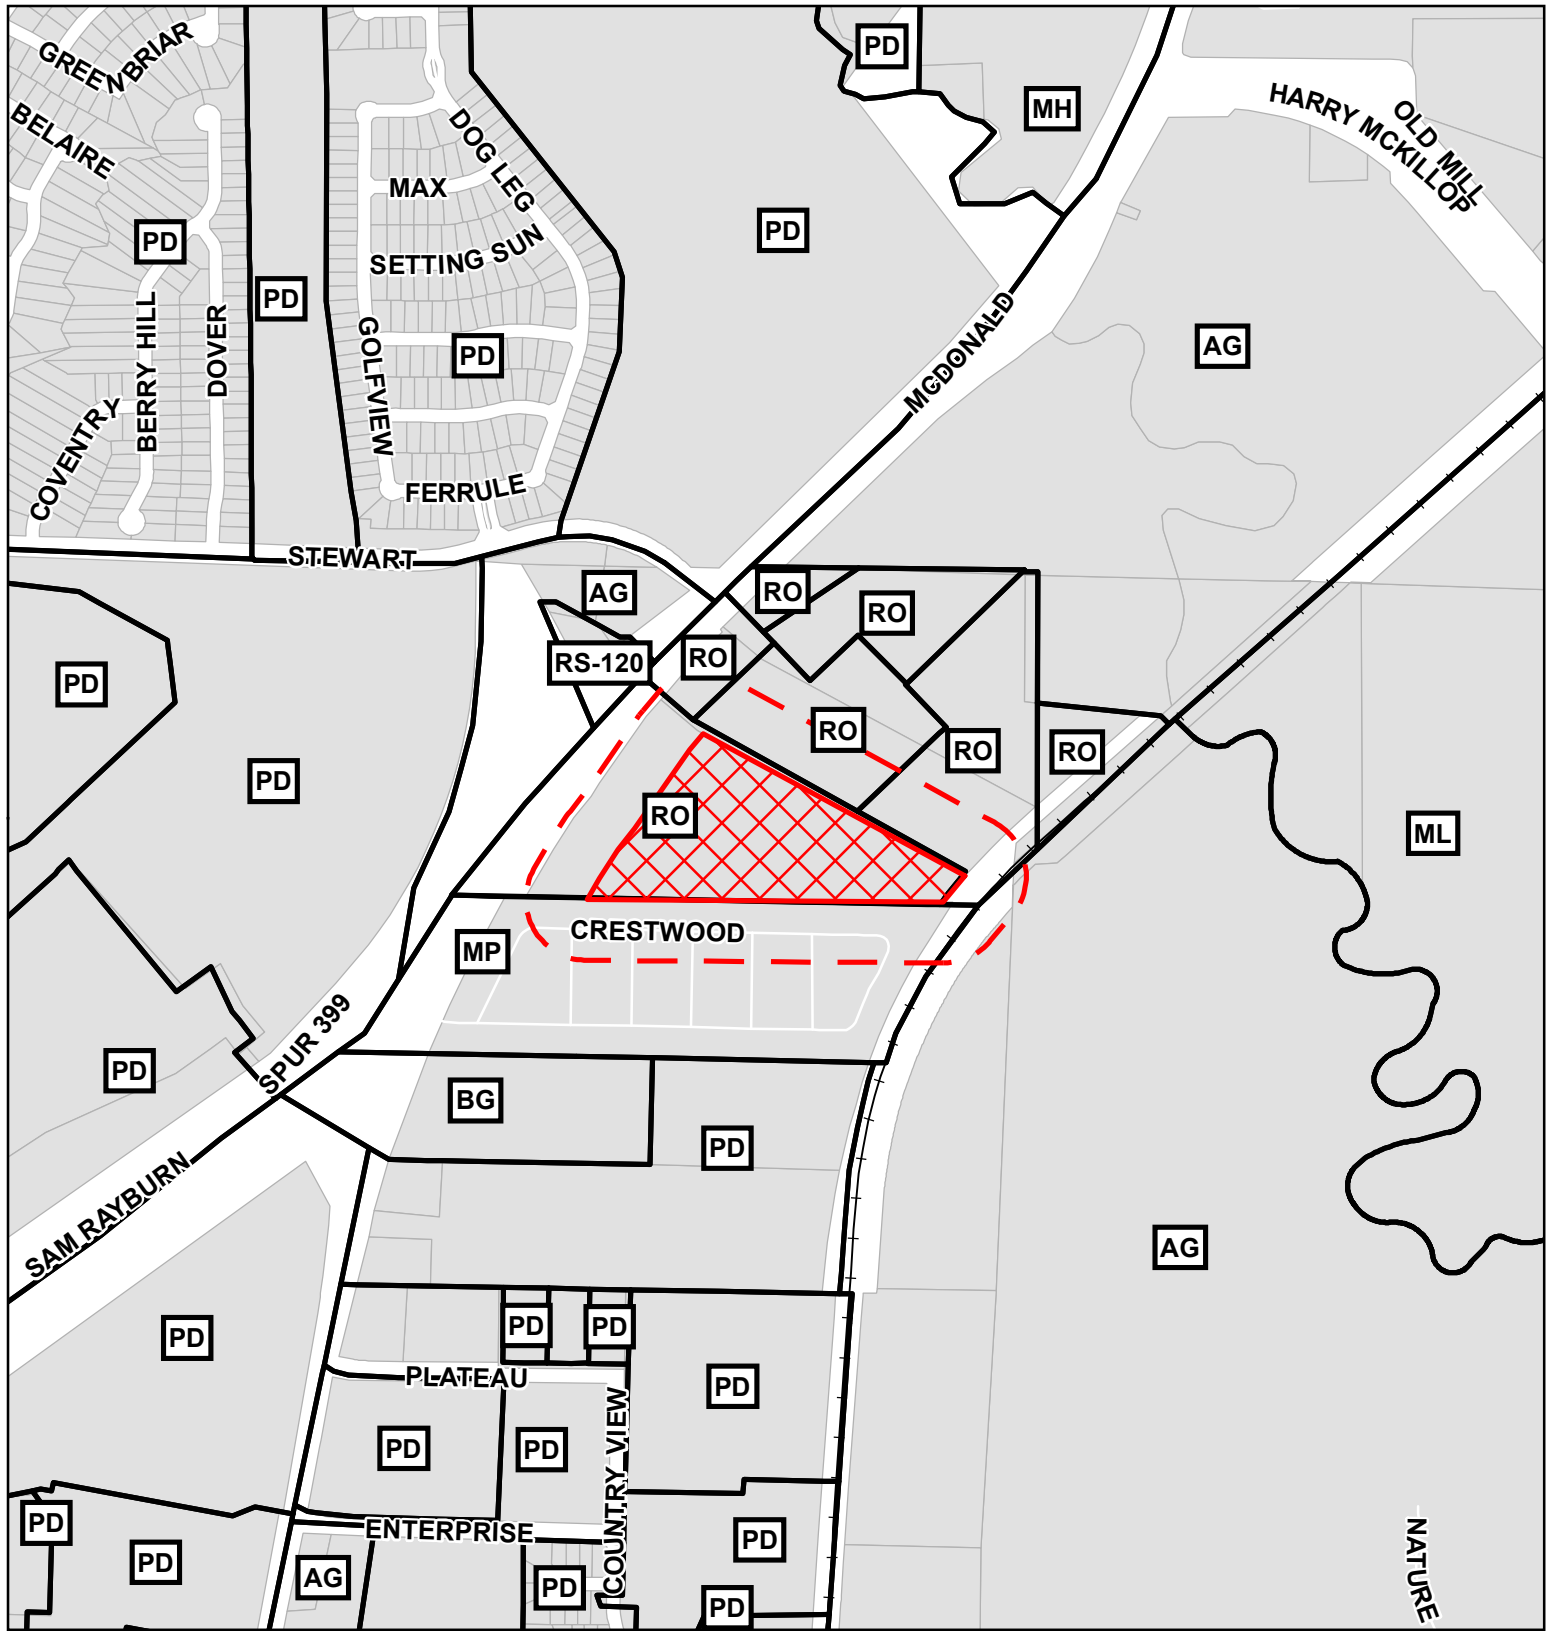 GREENBRIAR
PD
MH
HARRY MCKILLOP
OLD MILL
BELAIRE
DOG LEG
MAX
PD
PD
SETTING SUN
PD
BERRY HILL
DOVER
GOLFVIEW
PD
MCDONALD
AG
COVENTRY
FERRULE
STEWART
AG
RO
RO
RS-120
RO
PD
RO
RO
RO
PD
RO
ML
CRESTWOOD
MP
SPUR 399
PD
BG
PD
SAM RAYBURN
AG
PD
PD
PD
PLATEAU
PD
COUNTRY VIEW
PD
PD
PD
ENTERPRISE
PD
PD
AG
PD
PD
NATURE